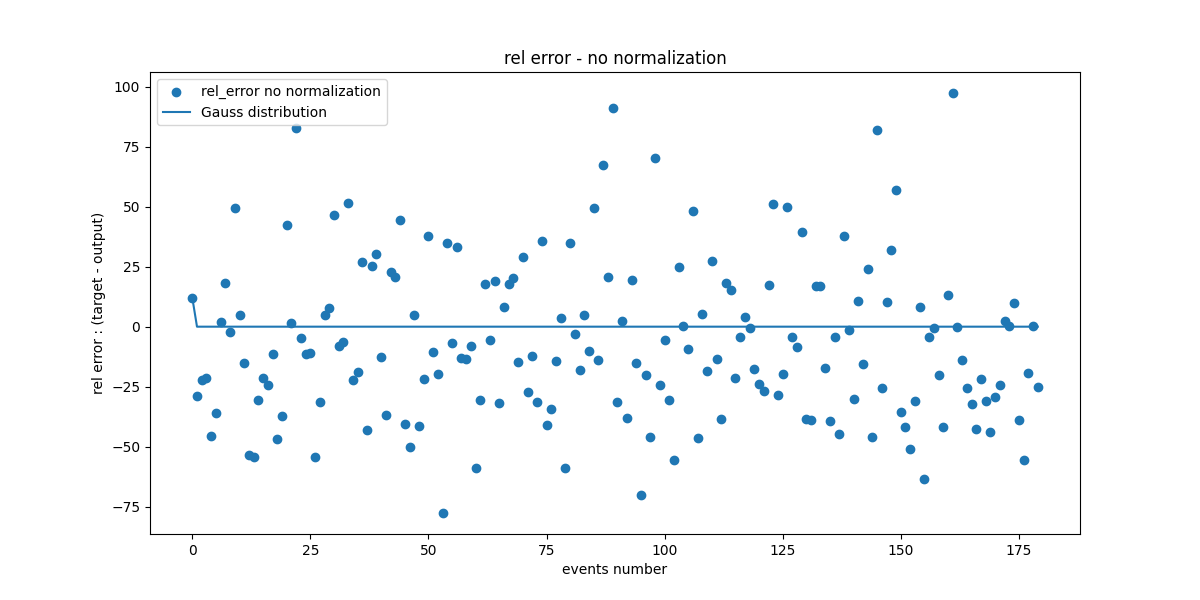 rel error - no normalization
rel_error no normalization
Gauss distribution
rel error : (target - output)
100
75
50
25
0
−25
−50
−75
0 25 50 75 100 125 150 175
events number